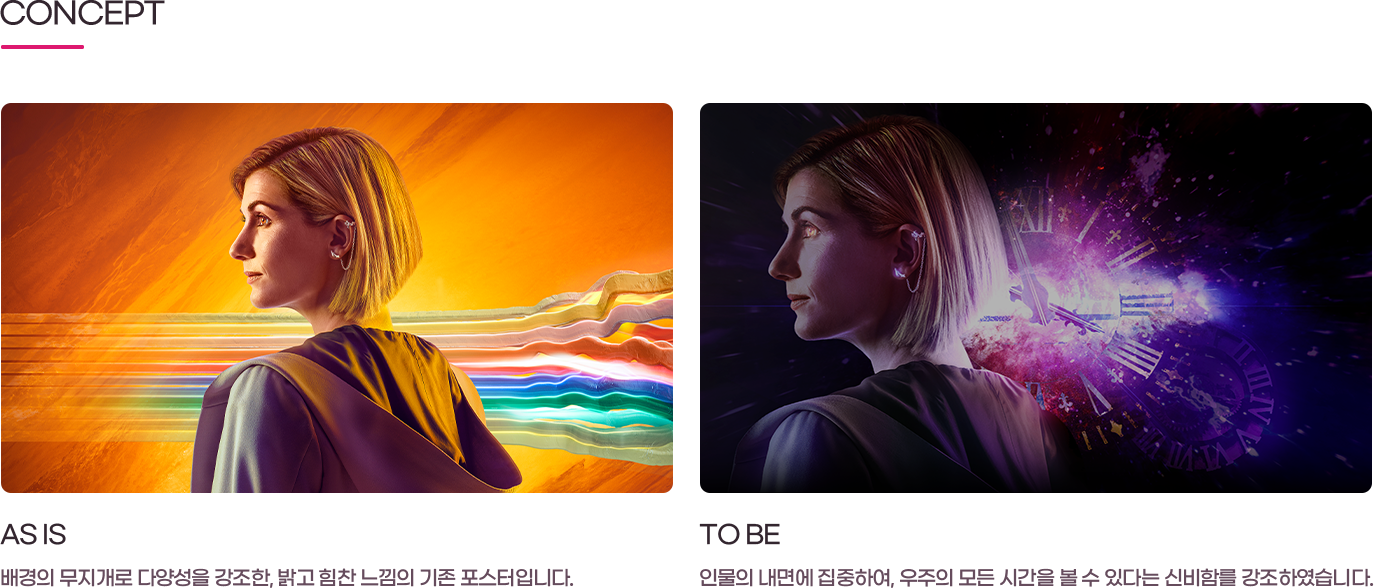 CONCEPT
AS IS
배경의 무지개로 다양성을 강조한, 밝고 힘찬 느낌의 기존 포스터입니다.
TO BE
인물의 내면에 집중하여, 우주의 모든 시간을 볼 수 있다는 신비함를 강조하였습니다.